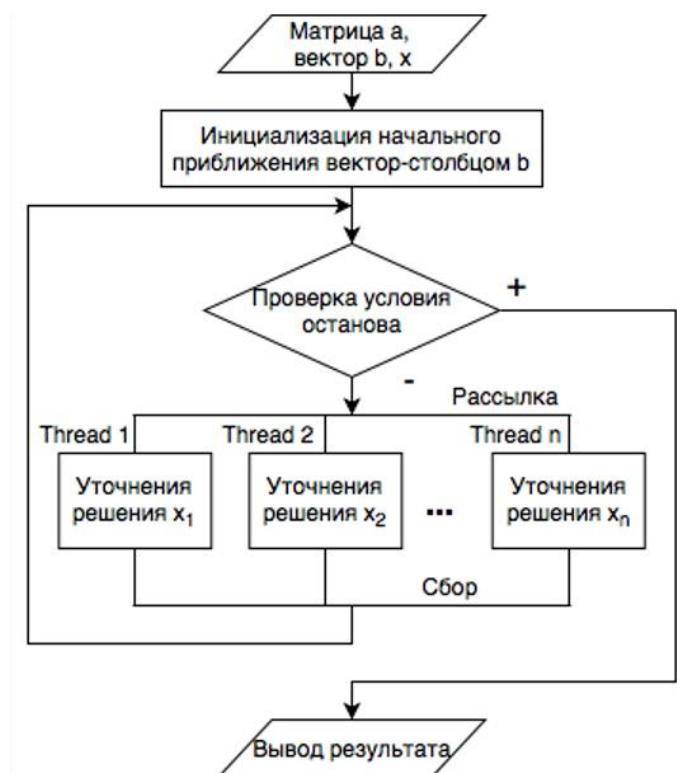 Матрица a,
вектор b, x
Инициализация начального
приближения вектор-столбцом b
Проверка условия
останова
+
-
Рассылка
Thread 1
Thread 2
Thread n
Уточнения
решения x₁
Уточнения
решения x₂
...
Уточнения
решения xₙ
Сбор
Вывод результата